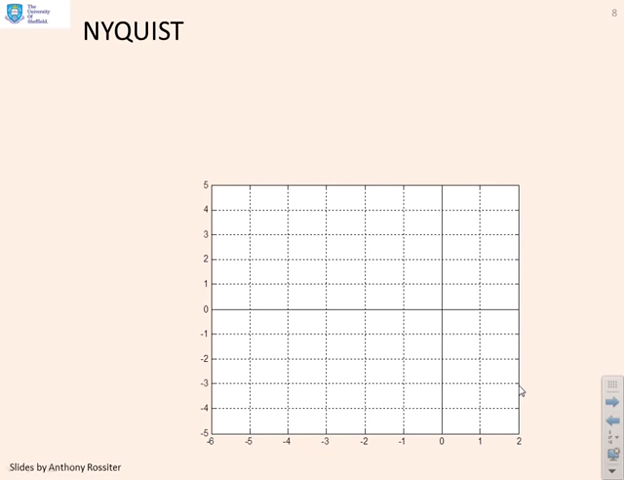 The
University
Of
Sheffield.
NYQUIST
8
5
4
3
2
1
0
-1
-2
-3
-4
-5
-6 -5 -4 -3 -2 -1 0 1 2
Slides by Anthony Rossiter